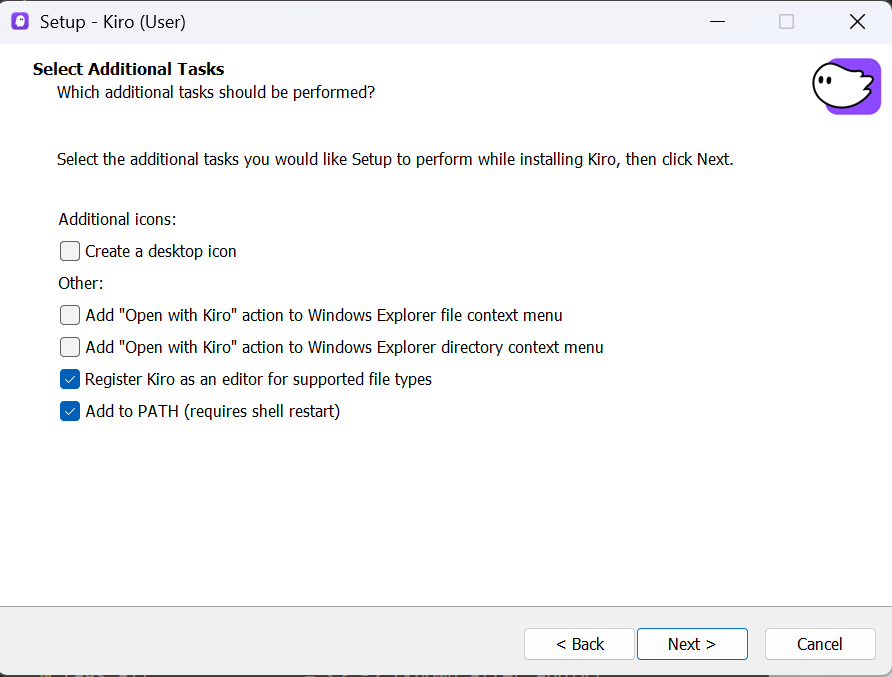 Setup - Kiro (User)
Select Additional Tasks
Which additional tasks should be performed?
Select the additional tasks you would like Setup to perform while installing Kiro, then click Next.
Additional icons:
Create a desktop icon
Other:
Add "Open with Kiro" action to Windows Explorer file context menu
Add "Open with Kiro" action to Windows Explorer directory context menu
Register Kiro as an editor for supported file types
Add to PATH (requires shell restart)
< Back
Next >
Cancel